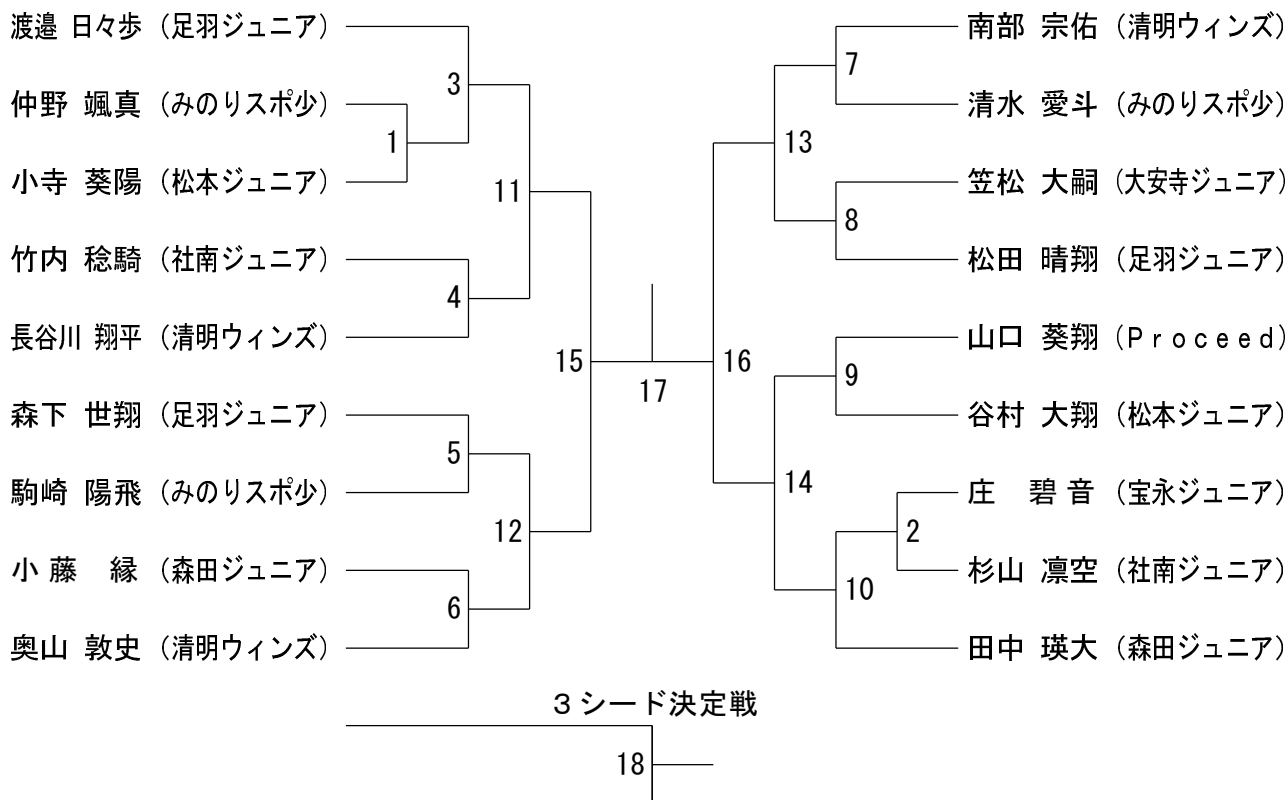 渡邉 日々歩 (足羽ジュニア)
3
仲野 颯真 (みのりスポ少)
1
小寺 葵陽 (松本ジュニア)
11
竹内 稔騎 (社南ジュニア)
4
長谷川 翔平 (清明ウィンズ)
15
森下 世翔 (足羽ジュニア)
5
駒崎 陽飛 (みのりスポ少)
12
小藤 縁 (森田ジュニア)
6
奥山 敦史 (清明ウィンズ)
17
南部 宗佑 (清明ウィンズ)
7
清水 愛斗 (みのりスポ少)
13
笠松 大嗣 (大安寺ジュニア)
8
松田 晴翔 (足羽ジュニア)
16
山口 葵翔 (Proceed)
9
谷村 大翔 (松本ジュニア)
14
庄 碧音 (宝永ジュニア)
2
杉山 凛空 (社南ジュニア)
10
田中 瑛大 (森田ジュニア)
3シード決定戦
18